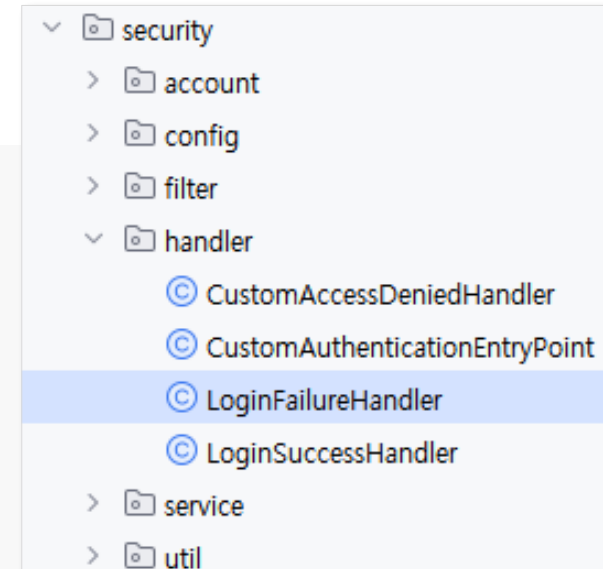 security
account
config
filter
handler
CustomAccessDeniedHandler
CustomAuthenticationEntryPoint
LoginFailureHandler
LoginSuccessHandler
service
util